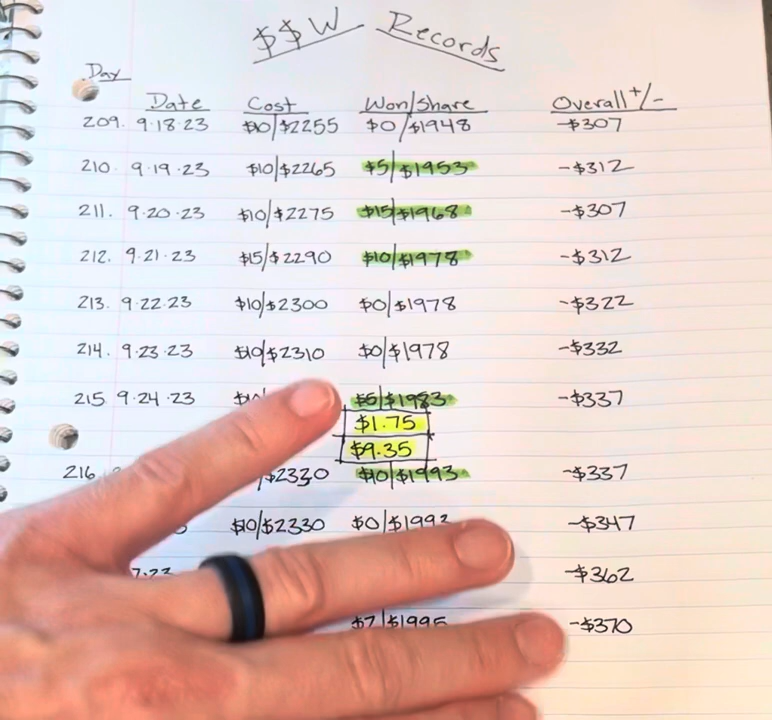 $$W Records
Day
Date Cost Won/Share Overall +/-
209. 9.18.23 $10/$2255 $0/$1948 -$307
210. 9.19.23 $10/$2265 $5/$1953 -$312
211. 9.20.23 $10/$2275 $15/$1968 -$307
212. 9.21.23 $15/$2290 $10/$1978 -$312
213. 9.22.23 $10/$2300 $0/$1978 -$322
214. 9.23.23 $10/$2310 $0/$1978 -$332
215. 9.24.23 $5/$1983 -$337
$1.75
$9.35
216. /$2330 $10/$1993 -$337
$10/$2330 $0/$1993 -$347
7.23 -$362
$7/$1995 -$370